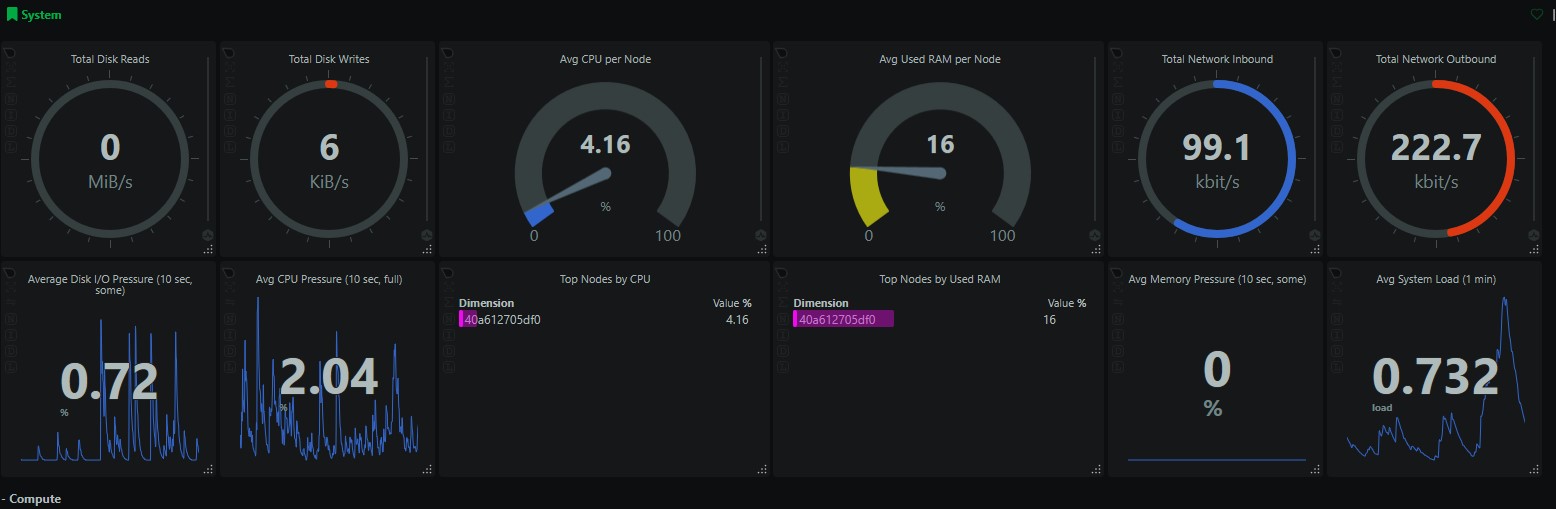 System
Total Disk Reads
0
MiB/s
Total Disk Writes
6
KiB/s
Avg CPU per Node
4.16
%
0
100
Avg Used RAM per Node
16
%
0
100
Total Network Inbound
99.1
kbit/s
Total Network Outbound
222.7
kbit/s
Average Disk I/O Pressure (10 sec,
some)
0.72
%
Avg CPU Pressure (10 sec, full)
2.04
%
Top Nodes by CPU
Dimension Value %
40a612705df0 4.16
Top Nodes by Used RAM
Dimension Value %
40a612705df0 16
Avg Memory Pressure (10 sec, some)
0
%
Avg System Load (1 min)
0.732
load
- Compute